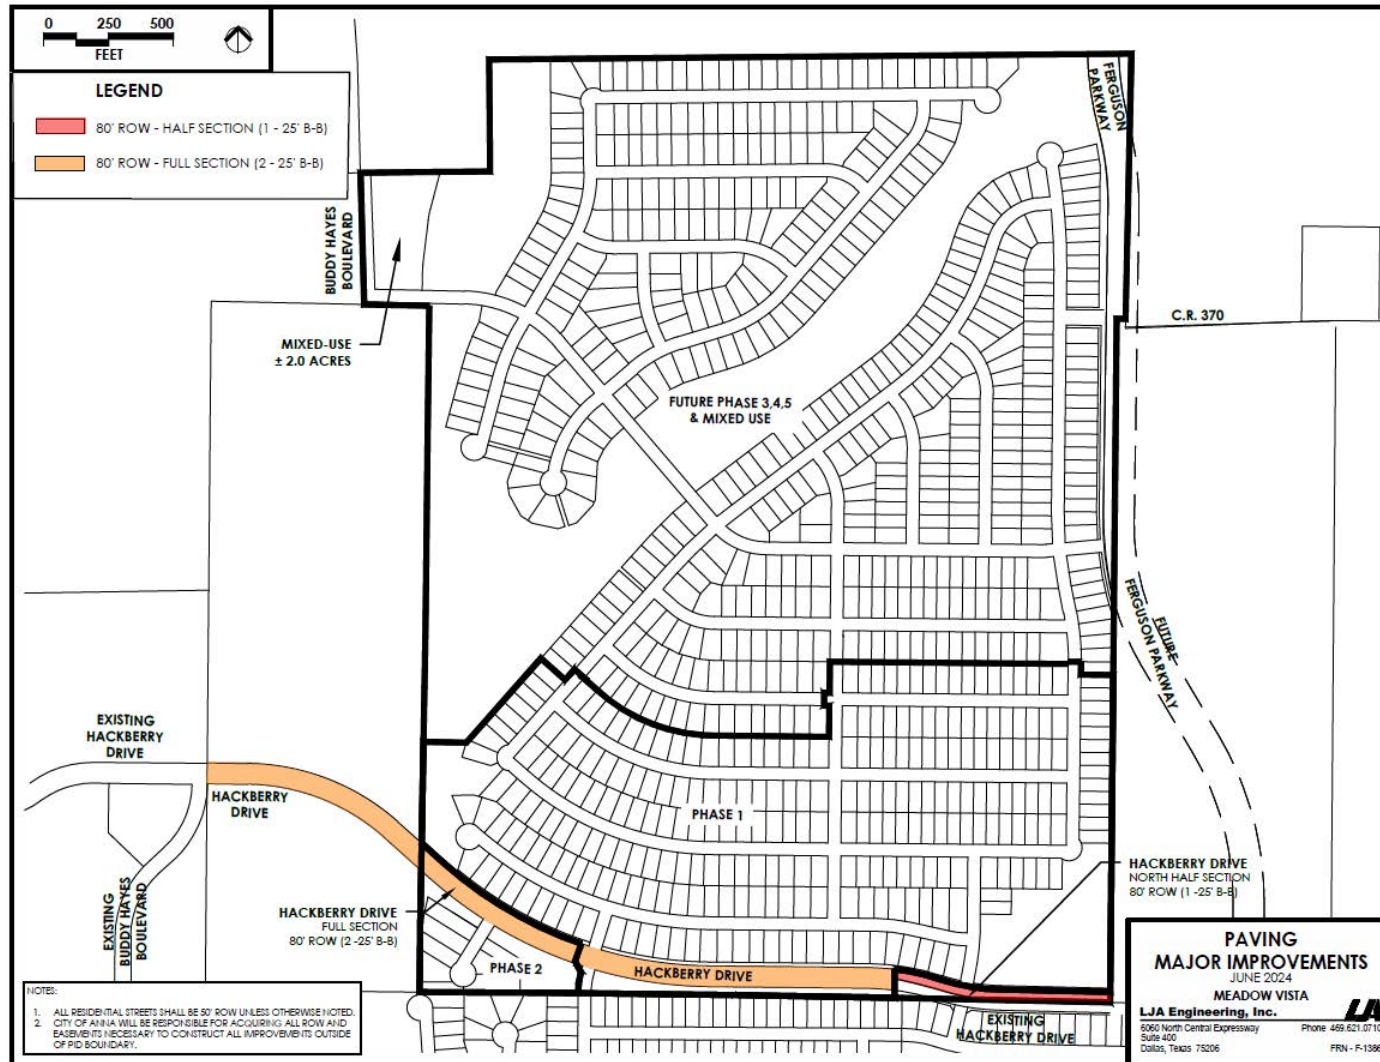 0 250 500
FEET
LEGEND
80' ROW - HALF SECTION (1 - 25' B-B)
80' ROW - FULL SECTION (2 - 25' B-B)
FERGUSON
PARKWAY
BUDDY HAYES
BOULEVARD
MIXED-USE
± 2.0 ACRES
C.R. 370
FUTURE PHASE 3,4,5
& MIXED USE
FUTURE
FERGUSON PARKWAY
EXISTING
HACKBERRY
DRIVE
HACKBERRY
DRIVE
PHASE 1
EXISTING
BUDDY HAYES
BOULEVARD
HACKBERRY DRIVE
FULL SECTION
80' ROW (2 -25' B-B)
HACKBERRY DRIVE
NORTH HALF SECTION
80' ROW (1 -25' B-B)
PHASE 2
HACKBERRY DRIVE
EXISTING
HACKBERRY DRIVE
NOTES:
1. ALL RESIDENTIAL STREETS SHALL BE 50' ROW UNLESS OTHERWISE NOTED.
2. CITY OF ANNA WILL BE RESPONSIBLE FOR ACQUIRING ALL ROW AND
EASEMENTS NECESSARY TO CONSTRUCT ALL IMPROVEMENTS OUTSIDE
OF PID BOUNDARY.
PAVING
MAJOR IMPROVEMENTS
JUNE 2024
MEADOW VISTA
LJA Engineering, Inc.
6060 North Central Expressway Phone 469.621.0710
Suite 400
Dallas, Texas 75206 FRN - F-1386